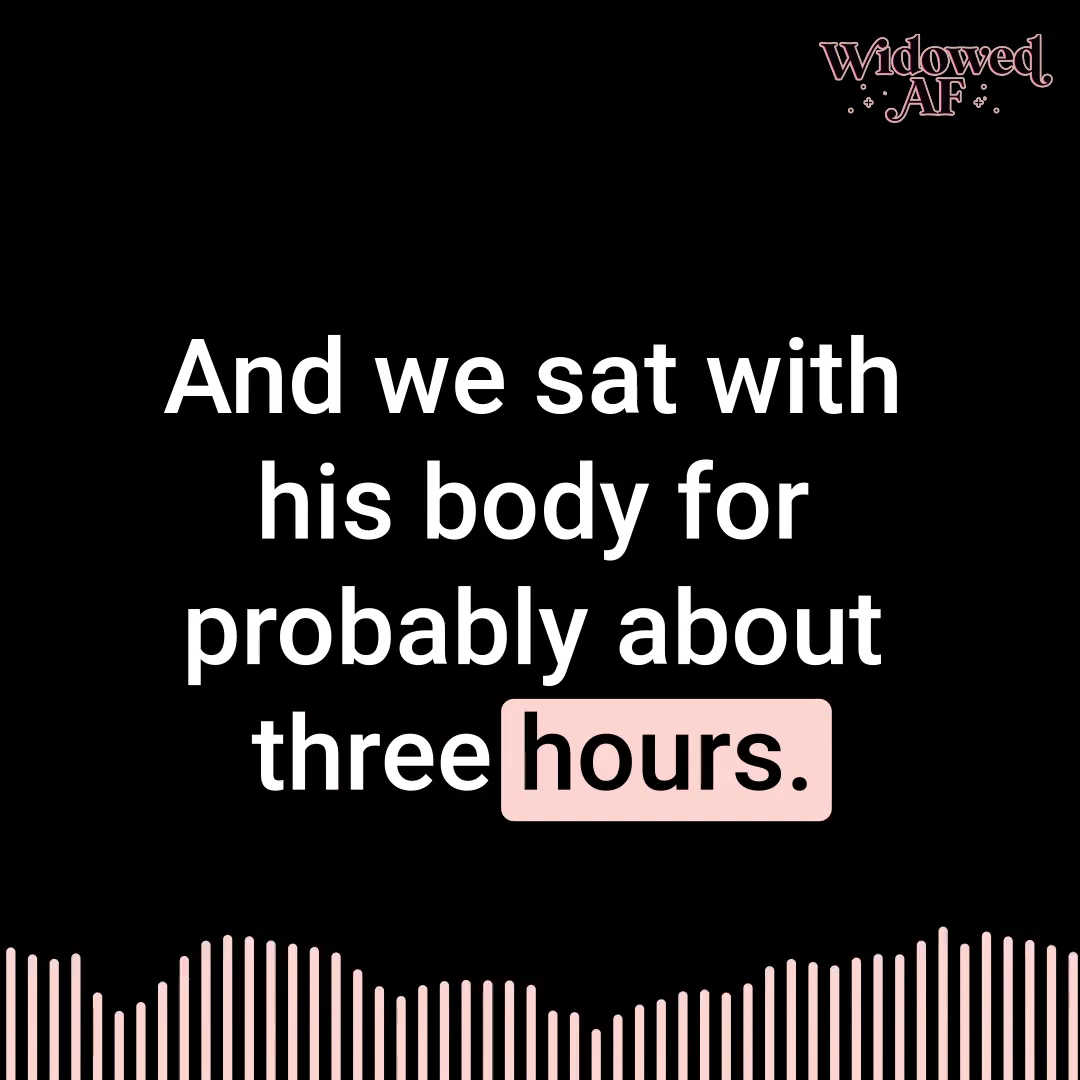 Widowed
AF
And we sat with
his body for
probably about
three hours.